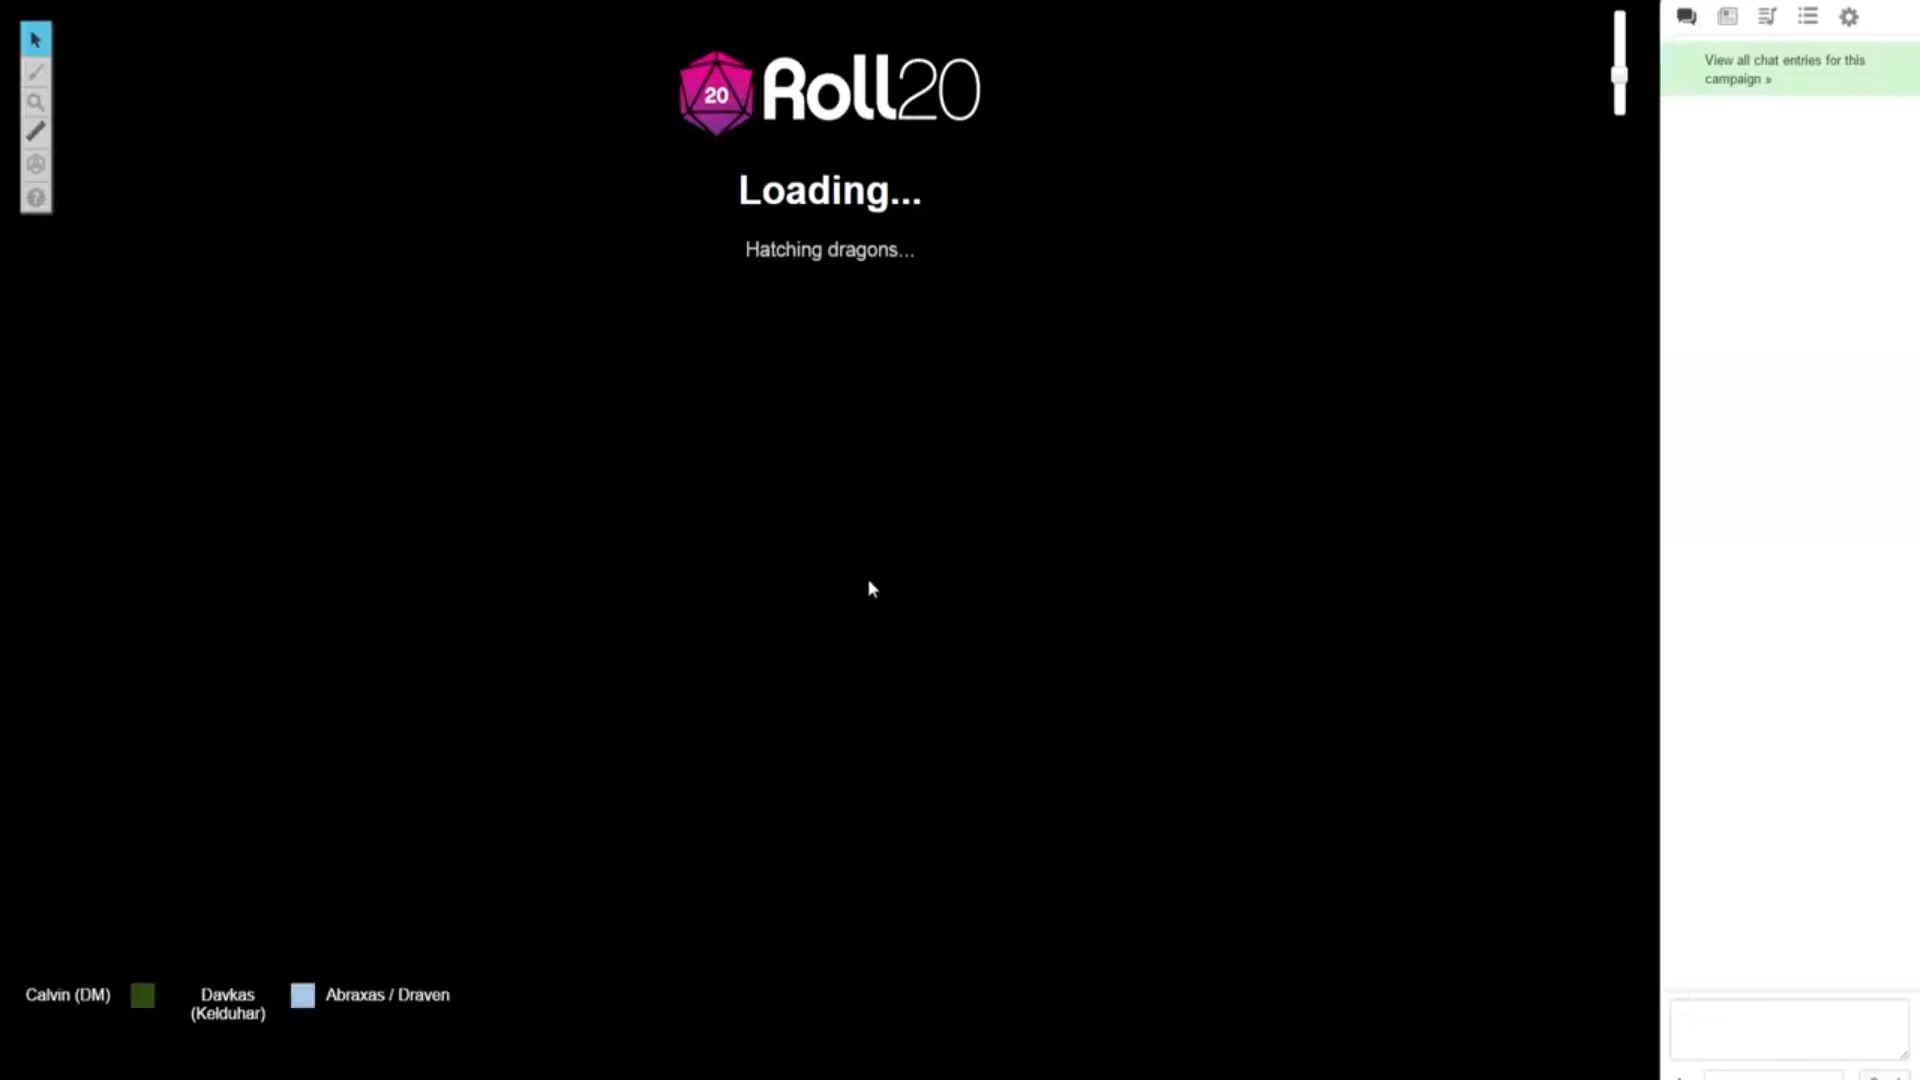 20 Roll20
Loading...
Hatching dragons...
View all chat entries for this
campaign »
Calvin (DM)
Davkas
(Kelduhar)
Abraxas / Draven